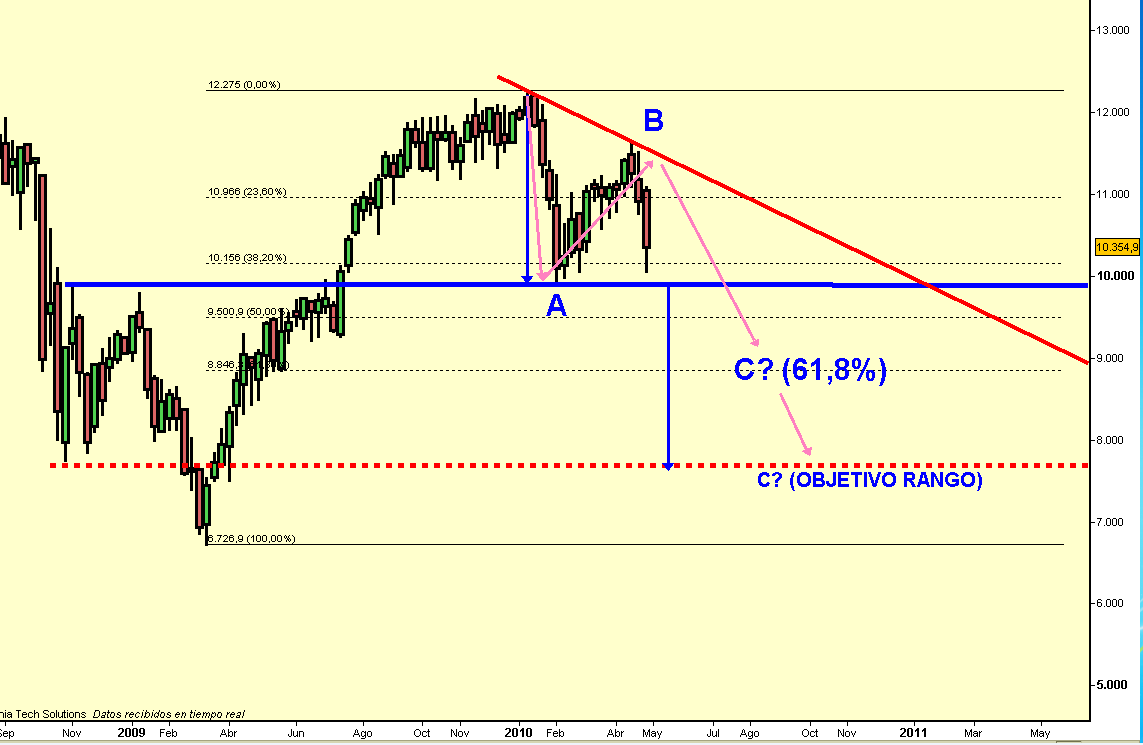 13.000
12.275 (0,00%)
12.000
B
11.000
10.966 (23,60%)
10.354,9
10.156 (38,20%)
10.000
A
9.500,9 (50,00%)
9.000
C? (61,8%)
8.000
C? (OBJETIVO RANGO)
7.000
6.726,9 (100,00%)
6.000
5.000
Tech Solutions Datos recibidos en tiempo real
Sep Nov 2009 Feb Abr Jun Ago Oct Nov 2010 Feb Abr May Jul Ago Oct Nov 2011 Mar May